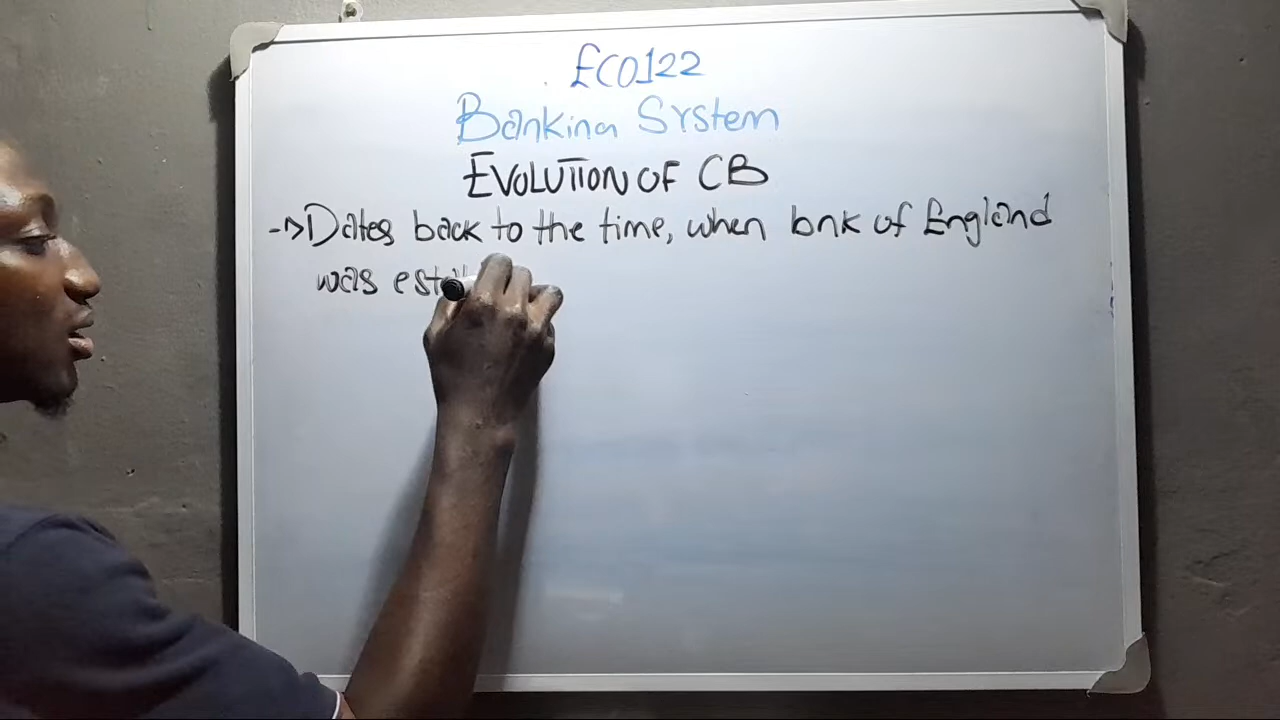 ECO122
Banking System
EVOLUTION OF CB
-> Dates back to the time, when bnk of England
was